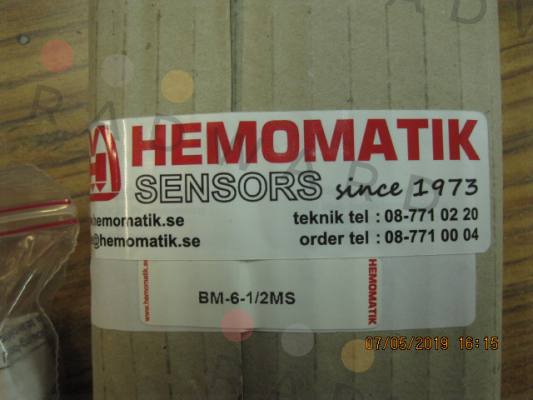 HEMOMATIK
SENSORS since 1973
hemomatik.se teknik tel : 08-771 02 20
@hemomatik.se order tel : 08-771 00 04
www.hemomatik.se
BM-6-1/2MS
HEMOMATIK
07/05/2019 16:15